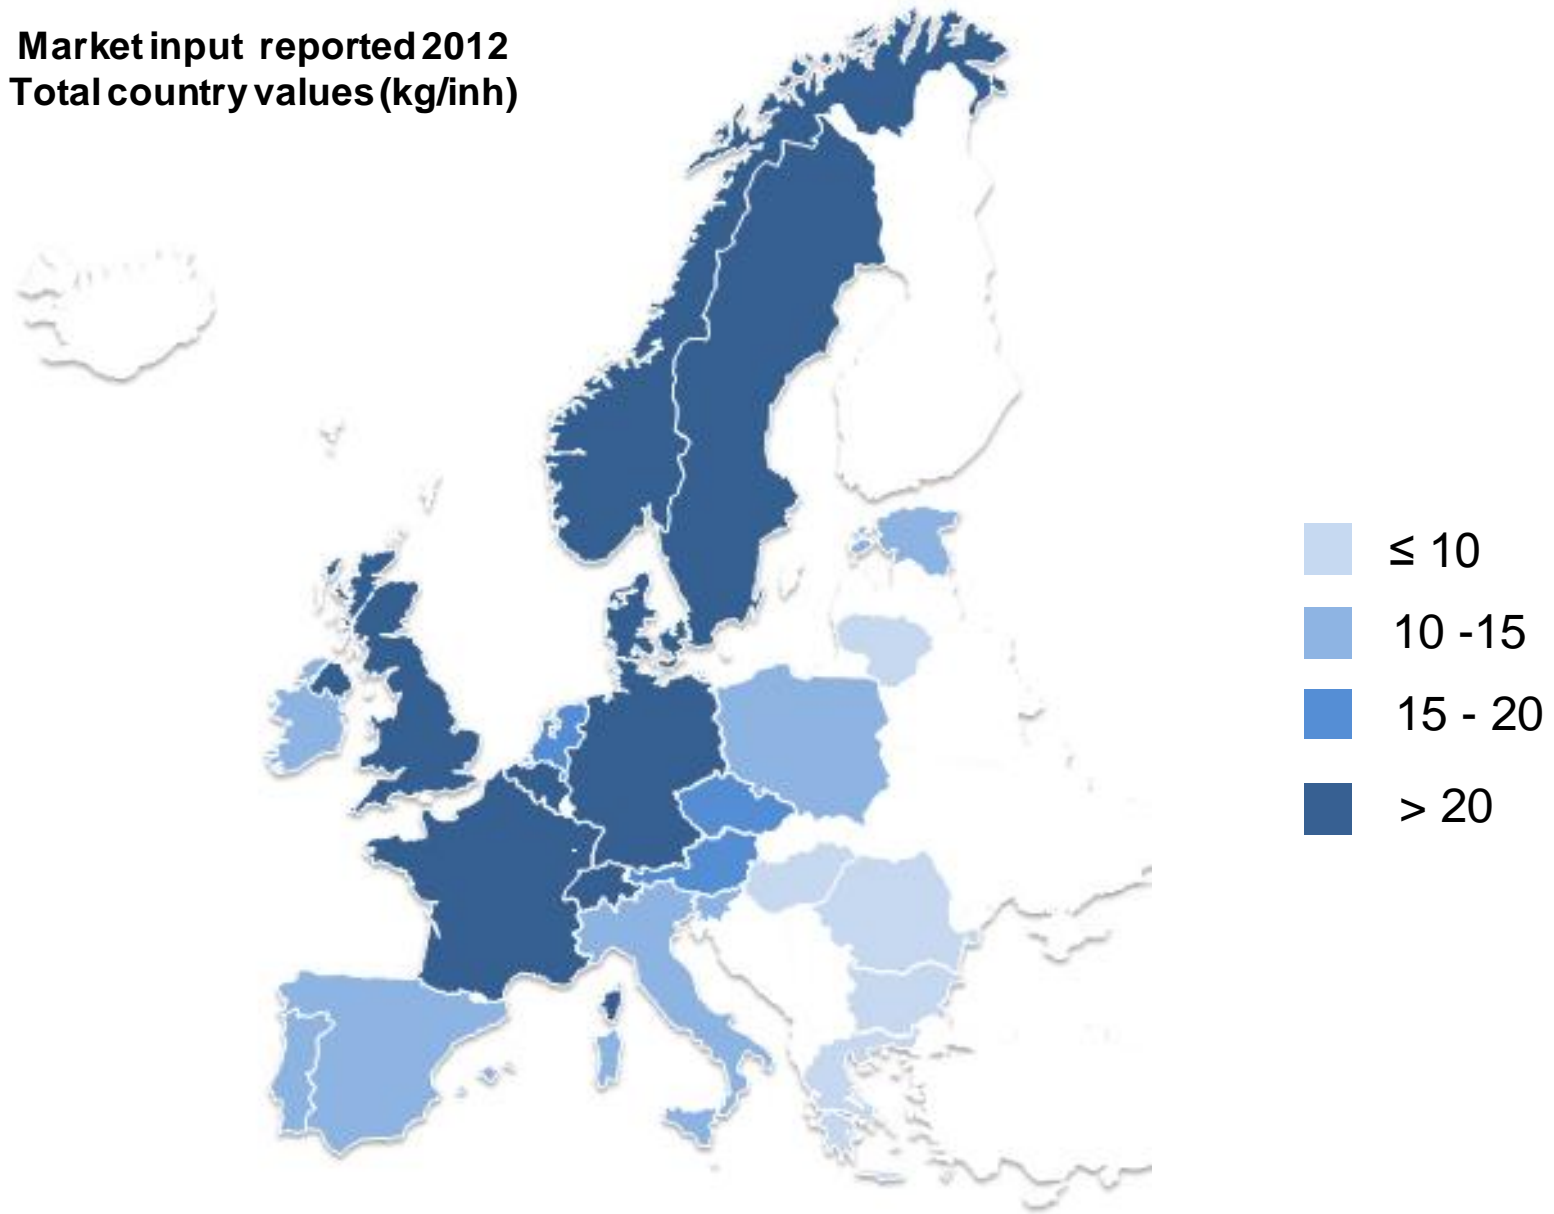 Market input reported 2012
Total country values (kg/inh)
≤ 10
10 -15
15 - 20
> 20